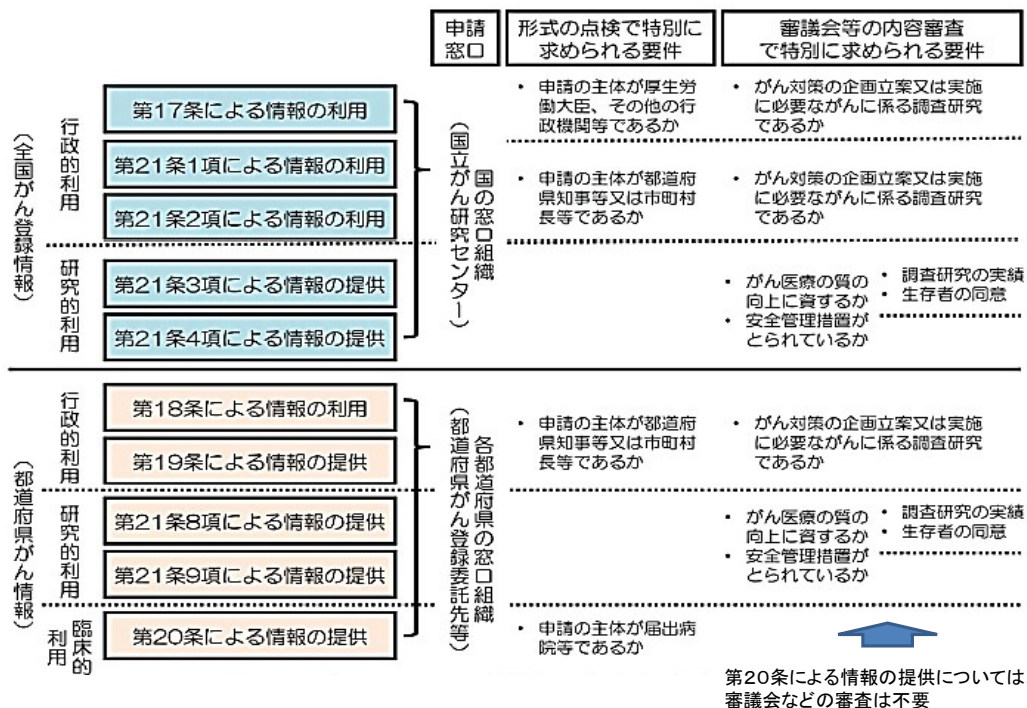 申請
窓口
形式の点検で特別に
求められる要件
審議会等の内容審査
で特別に求められる要件
（全国がん登録情報）
行政的利用
第17条による情報の利用
第21条1項による情報の利用
第21条2項による情報の利用
研究的利用
第21条3項による情報の提供
第21条4項による情報の提供
国の窓口組織
（国立がん研究センター）
• 申請の主体が厚生労
働大臣、その他の行
政機関等であるか
• がん対策の企画立案又は実施
に必要ながんに係る調査研究
であるか
• 申請の主体が都道府
県知事等又は市町村
長等であるか
• がん対策の企画立案又は実施
に必要ながんに係る調査研究
であるか
• がん医療の質の
向上に資するか
• 安全管理措置が
とられているか
• 調査研究の実績
• 生存者の同意
（都道府県がん情報）
行政的利用
第18条による情報の利用
第19条による情報の提供
研究的利用
第21条8項による情報の提供
第21条9項による情報の提供
臨床的
利用
第20条による情報の提供
各都道府県の窓口組織
（都道府県がん登録委託先等）
• 申請の主体が都道府
県知事等又は市町村
長等であるか
• がん対策の企画立案又は実施
に必要ながんに係る調査研究
であるか
• がん医療の質の
向上に資するか
• 安全管理措置が
とられているか
• 調査研究の実績
• 生存者の同意
• 申請の主体が届出病
院等であるか
第２０条による情報の提供については
審議会などの審査は不要